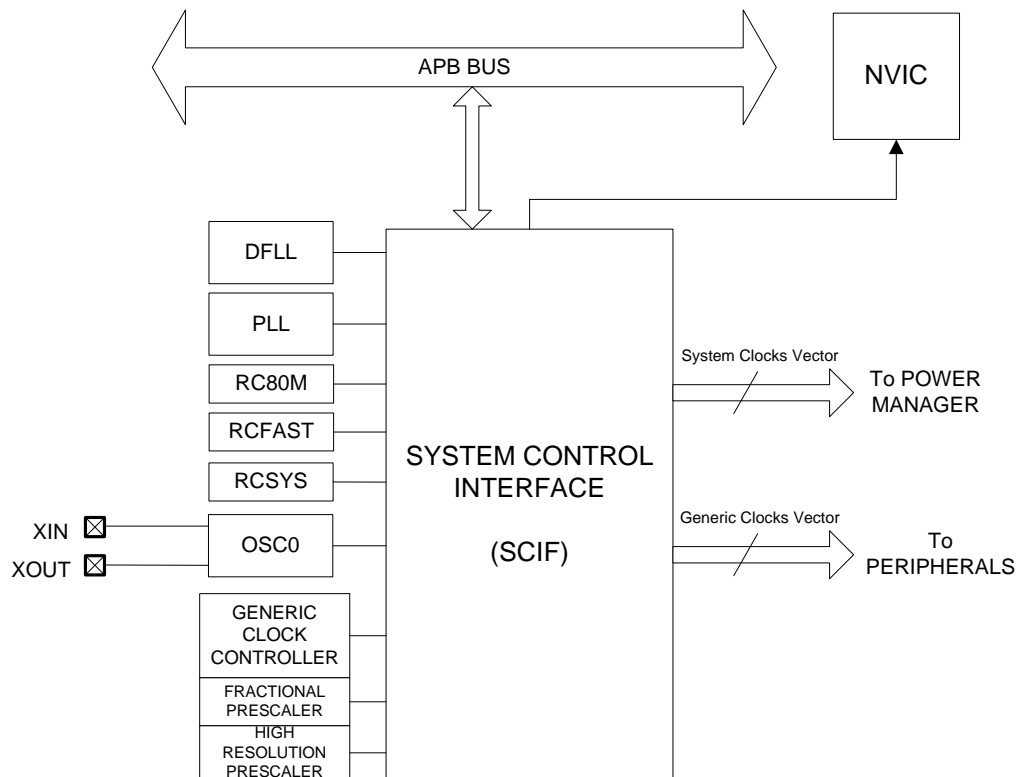 APB BUS
NVIC
DFLL
PLL
RC80M
RCFAST
RCSYS
XIN
XOUT
OSC0
GENERIC
CLOCK
CONTROLLER
FRACTIONAL
PRESCALER
HIGH
RESOLUTION
PRESCALER
SYSTEM CONTROL
INTERFACE
(SCIF)
System Clocks Vector
To POWER
MANAGER
Generic Clocks Vector
To
PERIPHERALS